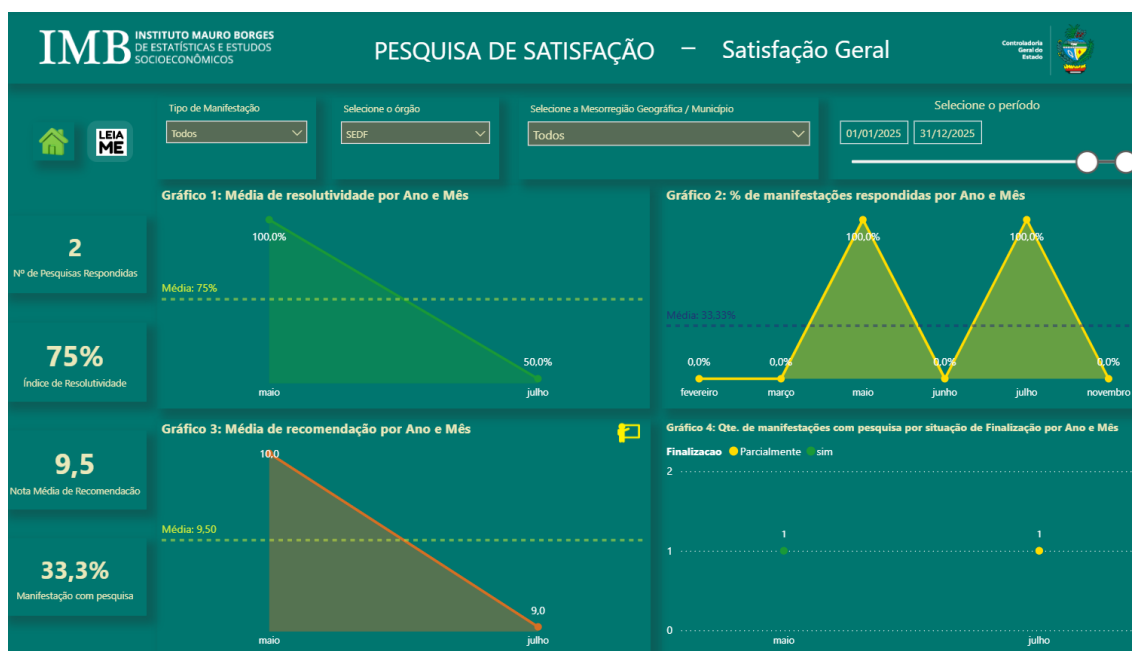 IMB INSTITUTO MAURO BORGES
DE ESTATÍSTICAS E ESTUDOS
SOCIOECONÔMICOS
PESQUISA DE SATISFAÇÃO – Satisfação Geral
Controladoria
Geral do
Estado
LEIA
ME
Tipo de Manifestação
Todos
Selecione o órgão
SEDF
Selecione a Mesorregião Geográfica / Município
Todos
Selecione o período
01/01/2025 31/12/2025
2
Nº de Pesquisas Respondidas
75%
Índice de Resolutividade
9,5
Nota Média de Recomendacão
33,3%
Manifestação com pesquisa
Gráfico 1: Média de resolutividade por Ano e Mês
100,0%
Média: 75%
50,0%
maio julho
Gráfico 2: % de manifestações respondidas por Ano e Mês
100,0% 100,0%
Média: 33,33%
0,0% 0,0% 0,0% 0,0%
fevereiro março maio junho julho novembro
Gráfico 3: Média de recomendação por Ano e Mês
10,0
Média: 9,50
9,0
maio julho
Gráfico 4: Qte. de manifestações com pesquisa por situação de Finalização por Ano e Mês
Finalizacao Parcialmente sim
2
1 1
1
0
maio julho